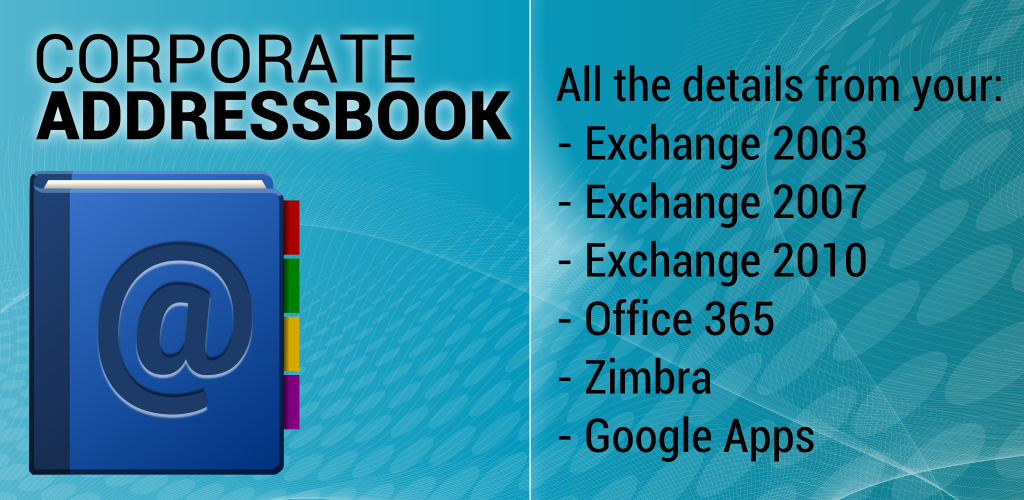 CORPORATE
ADDRESSBOOK
@
All the details from your:
- Exchange 2003
- Exchange 2007
- Exchange 2010
- Office 365
- Zimbra
- Google Apps